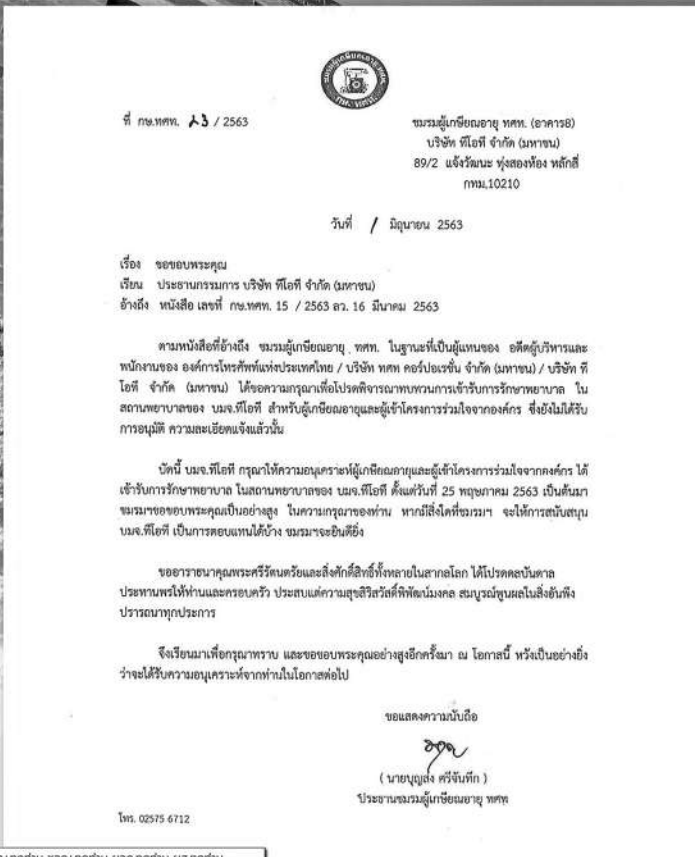 ชมรมผู้เกษียณอายุ ทศท.
กษ. ทศท.
ที่ กษ.ทศท. 23 / 2563
ชมรมผู้เกษียณอายุ ทศท. (อาคาร8)
บริษัท ทีโอที จำกัด (มหาชน)
89/2 แจ้งวัฒนะ ทุ่งสองห้อง หลักสี่
กทม,10210
วันที่ 1 มิถุนายน 2563
เรื่อง ขอขอบพระคุณ
เรียน ประธานกรรมการ บริษัท ทีโอที จำกัด (มหาชน)
อ้างถึง หนังสือ เลขที่ กษ.ทศท. 15 / 2563 ลว. 16 มีนาคม 2563
ตามหนังสือที่อ้างถึง ชมรมผู้เกษียณอายุ ทศท. ในฐานะที่เป็นผู้แทนของ อดีตผู้บริหารและ
พนักงานของ องค์การโทรศัพท์แห่งประเทศไทย / บริษัท ทศท คอร์ปอเรชั่น จำกัด (มหาชน) / บริษัท ที
โอที จำกัด (มหาชน) ได้ขอความกรุณาเพื่อโปรดพิจารณาทบทวนการเข้ารับการรักษาพยาบาล ใน
สถานพยาบาลของ บมจ.ทีโอที สำหรับผู้เกษียณอายุและผู้เข้าโครงการร่วมใจจากองค์กร ซึ่งยังไม่ได้รับ
การอนุมัติ ความละเอียดแจ้งแล้วนั้น
บัดนี้ บมจ.ทีโอที กรุณาให้ความอนุเคราะห์ผู้เกษียณอายุและผู้เข้าโครงการร่วมใจจากองค์กร ได้
เข้ารับการรักษาพยาบาล ในสถานพยาบาลของ บมจ.ทีโอที ตั้งแต่วันที่ 25 พฤษภาคม 2563 เป็นต้นมา
ชมรมฯขอขอบพระคุณเป็นอย่างสูง ในความกรุณาของท่าน หากมีสิ่งใดที่ชมรมฯ จะให้การสนับสนุน
บมจ.ทีโอที เป็นการตอบแทนได้บ้าง ชมรมฯจะยินดียิ่ง
ขออาราธนาคุณพระศรีรัตนตรัยและสิ่งศักดิ์สิทธิ์ทั้งหลายในสากลโลก ได้โปรดดลบันดาล
ประทานพรให้ท่านและครอบครัว ประสบแต่ความสุขสิริสวัสดิ์พิพัฒน์มงคล สมบูรณ์พูนผลในสิ่งอันพึง
ปรารถนาทุกประการ
จึงเรียนมาเพื่อกรุณาทราบ และขอขอบพระคุณอย่างสูงอีกครั้งมา ณ โอกาสนี้ หวังเป็นอย่างยิ่ง
ว่าจะได้รับความอนุเคราะห์จากท่านในโอกาสต่อไป
ขอแสดงความนับถือ
( นายบุญส่ง ศรีจันทึก )
ประธานชมรมผู้เกษียณอายุ ทศท
โทร. 02575 6712